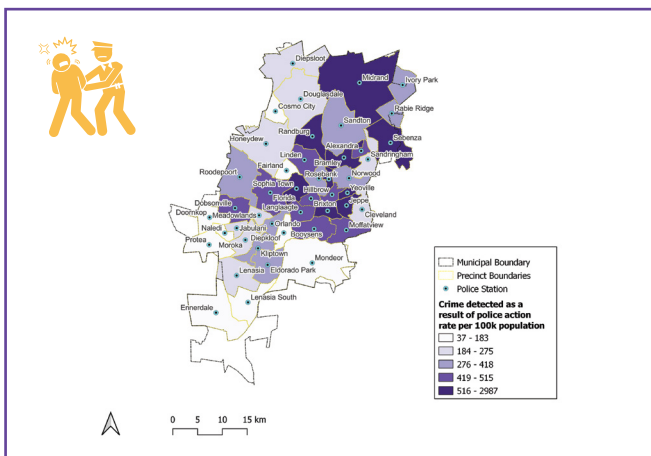 Diepsloot
Midrand
Ivory Park
Douglasdale
Cosmo City
Rabie Ridge
Sandton
Randburg
Sebenza
Honeydew
Alexandra
Linden
Sandringham
Bramley
Fairland
Rosebank
Roodepoort
Norwood
Sophia Town
Hillbrow
Yeoville
Florida
Dobsonville
Jeppe
Langlaagte
Brixton
Doornkop
Meadowlands
Cleveland
Orlando
Naledi
Jabulani
Moffatview
Booysens
Protea
Moroka
Diepkloof
Kliptown
Mondeor
Lenasia
Eldorado Park
Lenasia South
Ennerdale
Municipal Boundary
Precinct Boundaries
Police Station
Crime detected as a
result of police action
rate per 100k population
37 - 183
184 - 275
276 - 418
419 - 515
516 - 2987
0 5 10 15 km